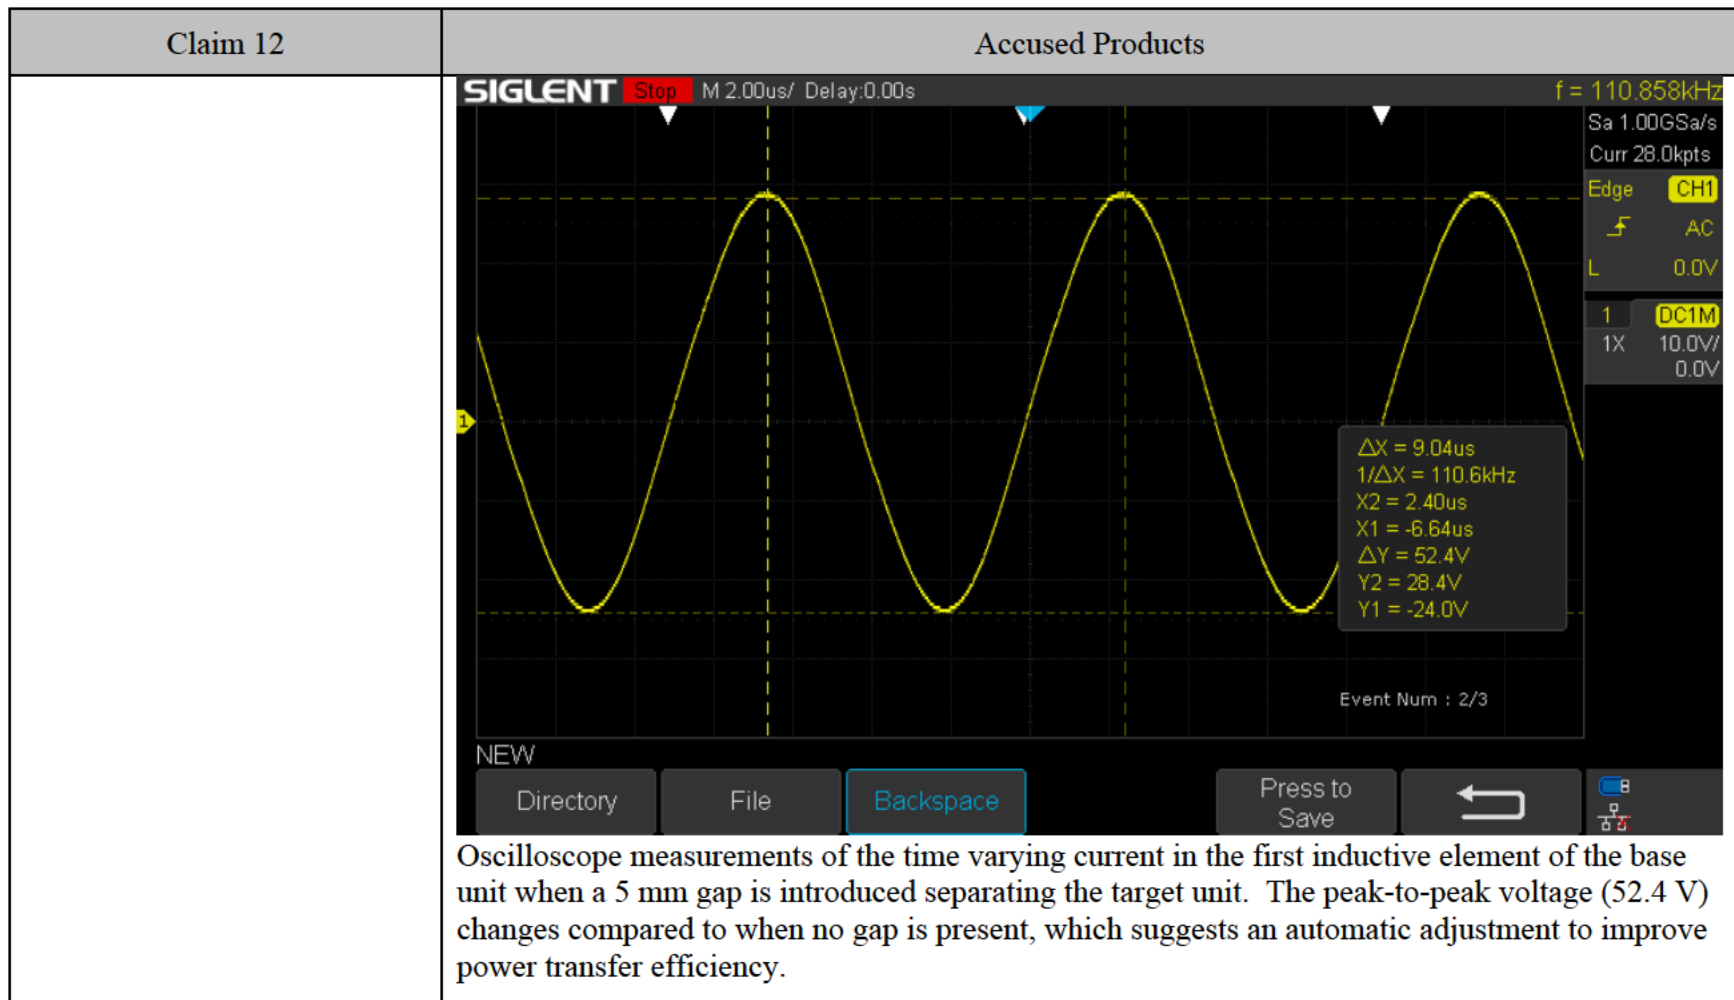 Claim 12
Accused Products
SIGLENT Stop M 2.00us/ Delay:0.00s f = 110.858kHz
Sa 1.00GSa/s
Curr 28.0kpts
Edge CH1
AC
L 0.0V
1 DC1M
1X 10.0V/
0.0V
1
ΔX = 9.04us
1/ΔX = 110.6kHz
X2 = 2.40us
X1 = -6.64us
ΔY = 52.4V
Y2 = 28.4V
Y1 = -24.0V
Event Num : 2/3
NEW
Directory File Backspace Press to
Save
Oscilloscope measurements of the time varying current in the first inductive element of the base
unit when a 5 mm gap is introduced separating the target unit.  The peak-to-peak voltage (52.4 V)
changes compared to when no gap is present, which suggests an automatic adjustment to improve
power transfer efficiency.